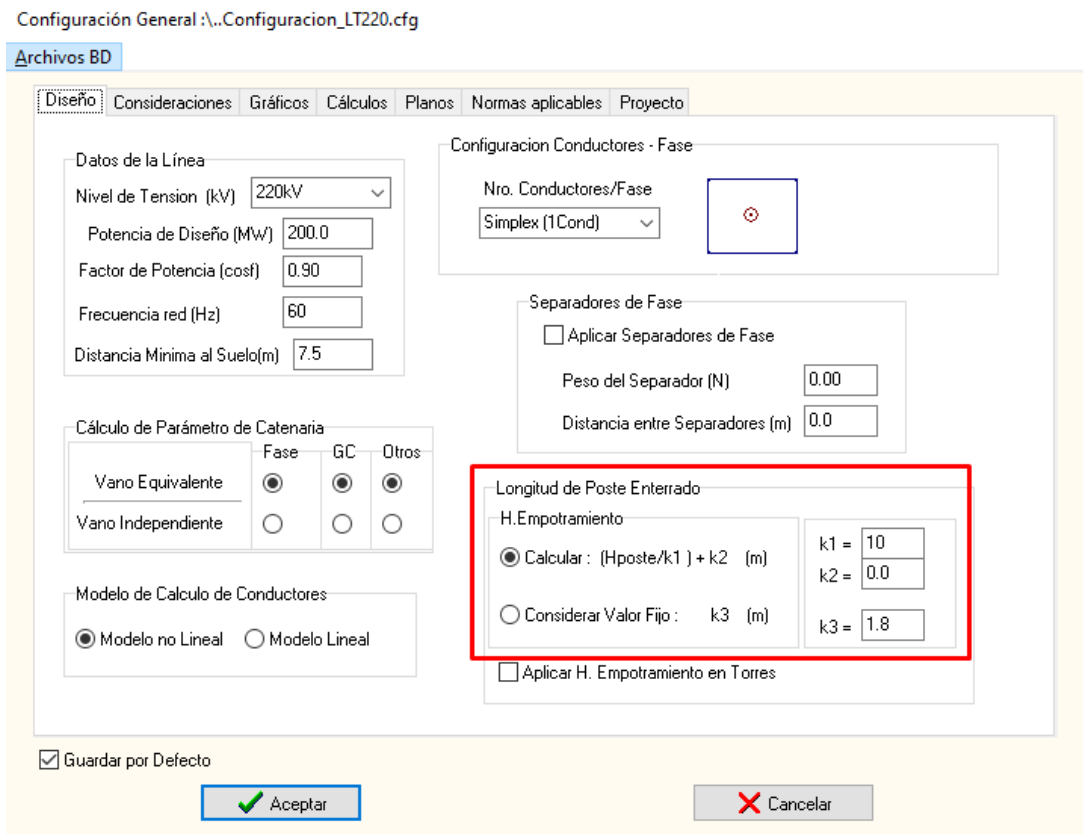 Configuración General :\..Configuracion_LT220.cfg
Archivos BD
Diseño Consideraciones Gráficos Cálculos Planos Normas aplicables Proyecto
Datos de la Línea
Nivel de Tension (kV) 220kV
Potencia de Diseño (MW) 200.0
Factor de Potencia (cosf) 0.90
Frecuencia red (Hz) 60
Distancia Minima al Suelo(m) 7.5
Configuracion Conductores - Fase
Nro. Conductores/Fase
Simplex (1Cond)
Separadores de Fase
Aplicar Separadores de Fase
Peso del Separador (N) 0.00
Distancia entre Separadores (m) 0.0
Cálculo de Parámetro de Catenaria
Fase GC Otros
Vano Equivalente
Vano Independiente
Modelo de Calculo de Conductores
Modelo no Lineal Modelo Lineal
Longitud de Poste Enterrado
H.Empotramiento
Calcular : (Hposte/k1 ) + k2 (m)
Considerar Valor Fijo : k3 (m)
k1 = 10
k2 = 0.0
k3 = 1.8
Aplicar H. Empotramiento en Torres
Guardar por Defecto
Aceptar Cancelar